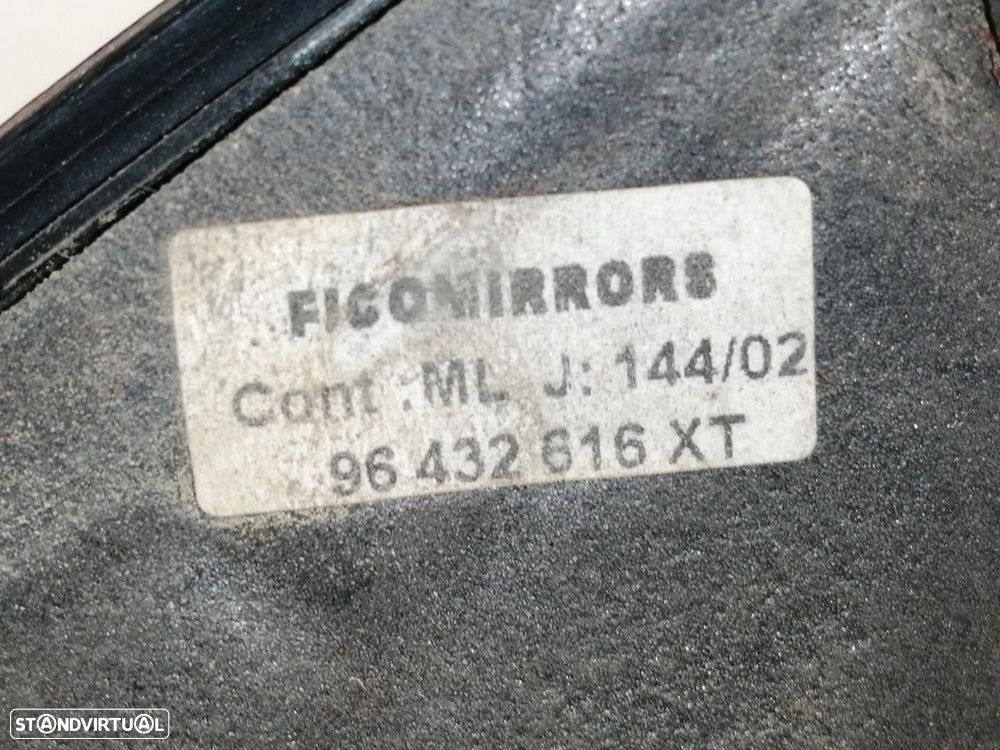 FICOMIRRORS
Cont :ML J: 144/02
96 432 616 XT
STANDVIRTUAL